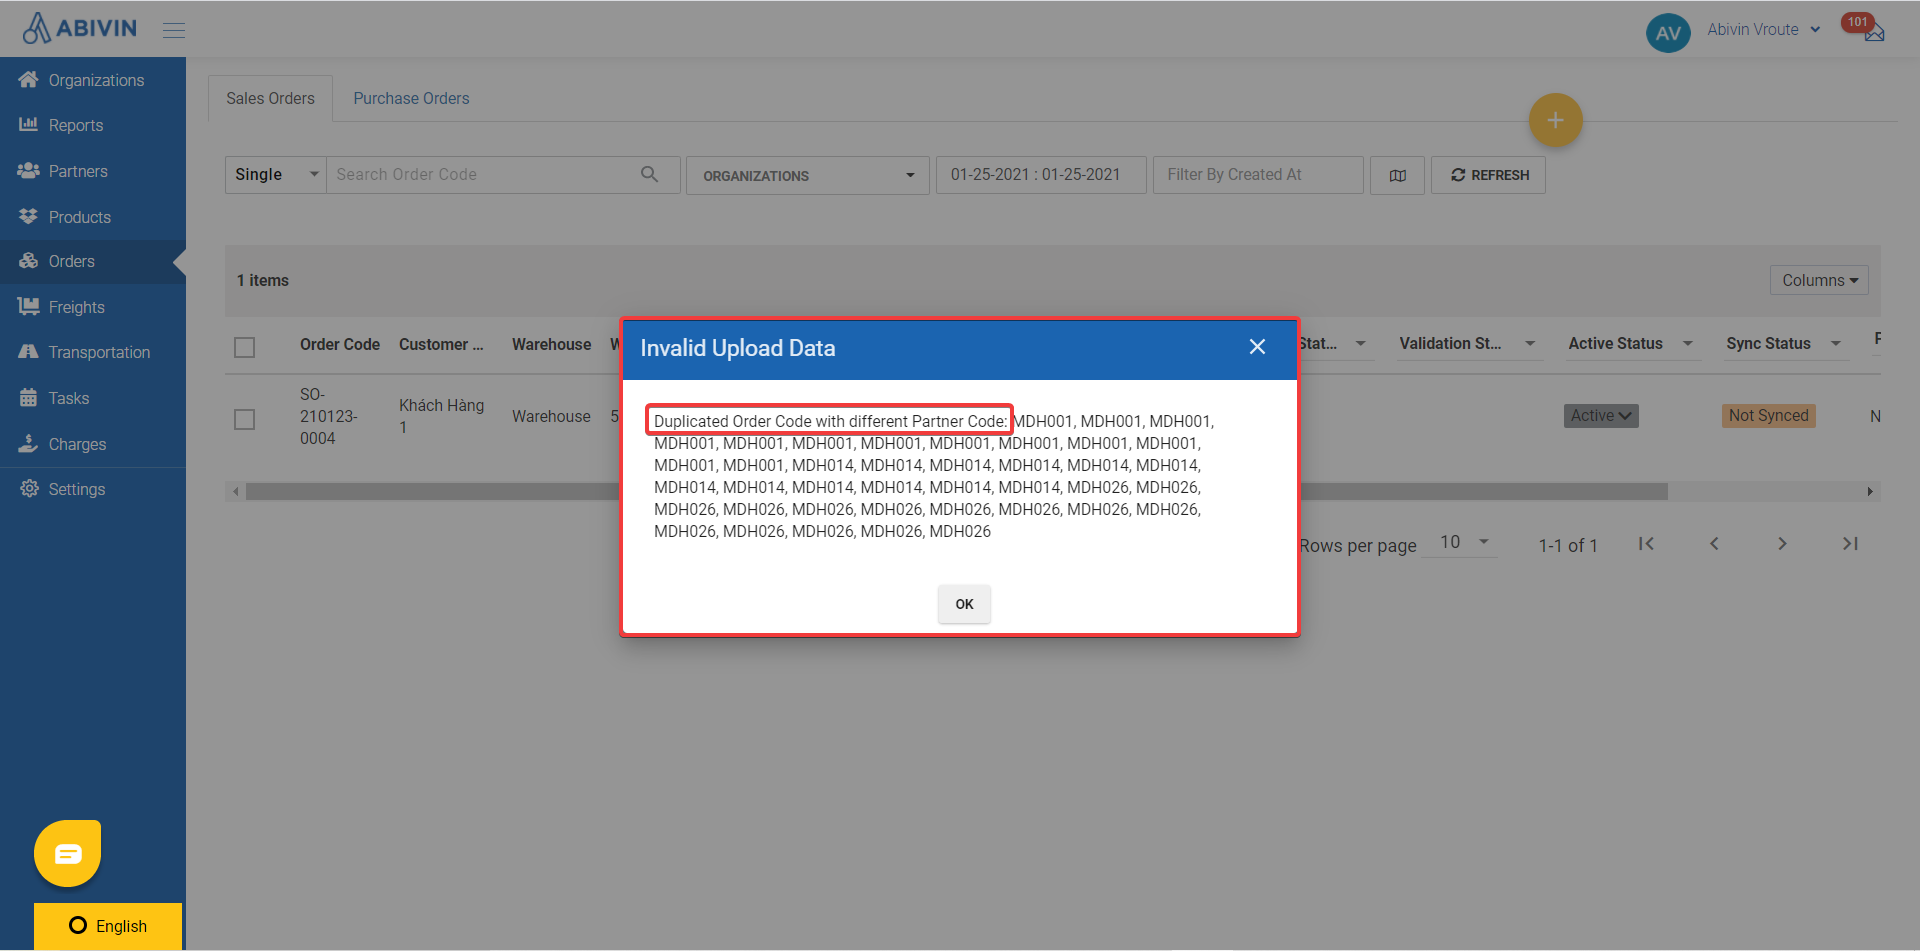 ABIVIN
AV
Abivin Vroute
101
Organizations
Reports
Partners
Products
Orders
Freights
Transportation
Tasks
Charges
Settings
English
Sales Orders
Purchase Orders
+
Single
Search Order Code
ORGANIZATIONS
01-25-2021 : 01-25-2021
Filter By Created At
REFRESH
1 items
Columns
Order Code
Customer ...
Warehouse
Stat...
Validation St...
Active Status
Sync Status
SO-
210123-
0004
Khách Hàng
1
Warehouse
5
Active
Not Synced
N
Invalid Upload Data
Duplicated Order Code with different Partner Code: MDH001, MDH001, MDH001,
MDH001, MDH001, MDH001, MDH001, MDH001, MDH001, MDH001, MDH001,
MDH001, MDH001, MDH014, MDH014, MDH014, MDH014, MDH014, MDH014,
MDH014, MDH014, MDH014, MDH014, MDH014, MDH014, MDH026, MDH026,
MDH026, MDH026, MDH026, MDH026, MDH026, MDH026, MDH026, MDH026,
MDH026, MDH026, MDH026, MDH026, MDH026
OK
Rows per page
10
1-1 of 1